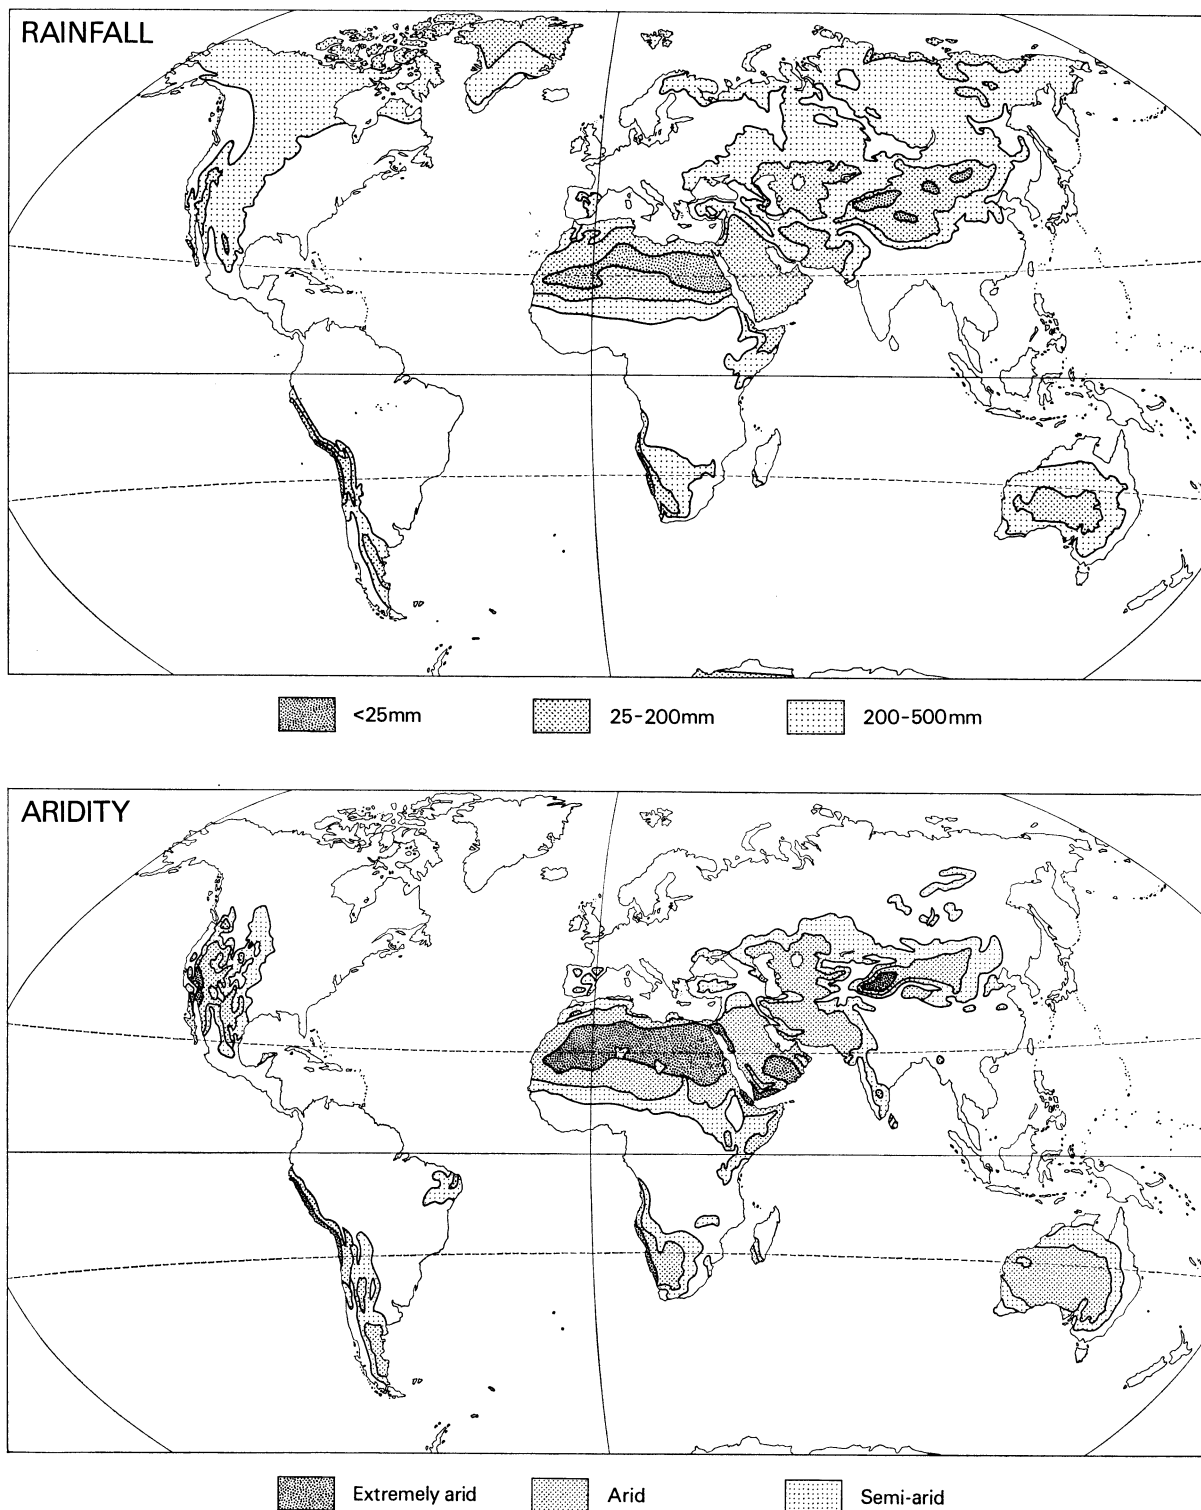 RAINFALL
<25mm
25-200mm
200-500mm
ARIDITY
Extremely arid
Arid
Semi-arid